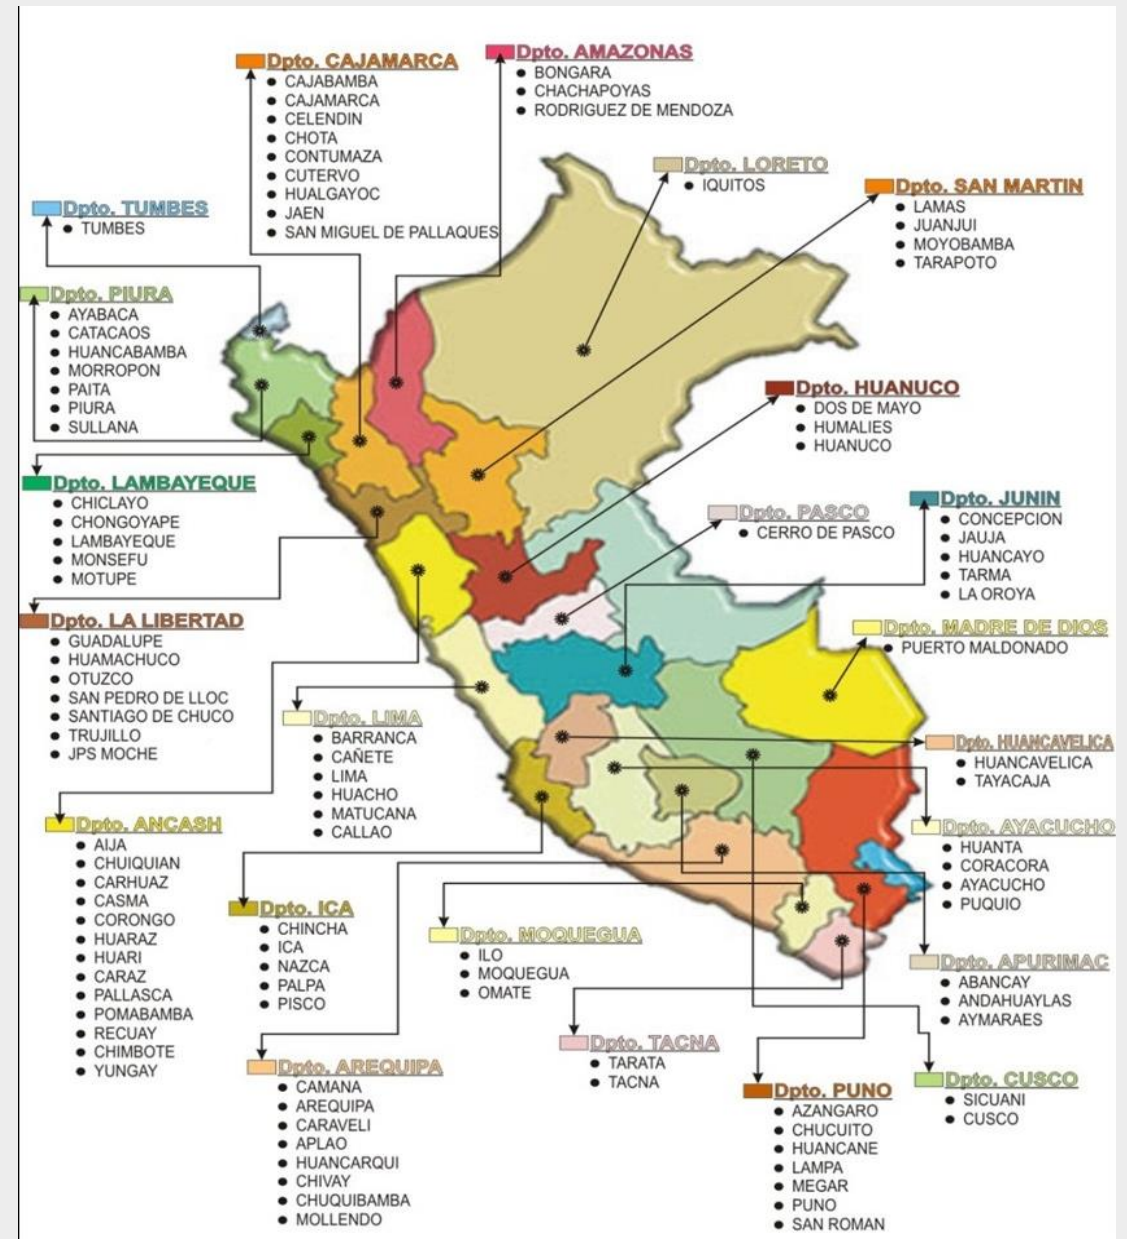 Dpto. CAJAMARCA
CAJABAMBA
CAJAMARCA
CELENDIN
CHOTA
CONTUMAZA
CUTERVO
HUALGAYOC
JAEN
SAN MIGUEL DE PALLAQUES
Dpto. AMAZONAS
BONGARA
CHACHAPOYAS
RODRIGUEZ DE MENDOZA
Dpto. LORETO
IQUITOS
Dpto. SAN MARTIN
LAMAS
JUANJUI
MOYOBAMBA
TARAPOTO
Dpto. TUMBES
TUMBES
Dpto. PIURA
AYABACA
CATACAOS
HUANCABAMBA
MORROPON
PAITA
PIURA
SULLANA
Dpto. HUANUCO
DOS DE MAYO
HUMALIES
HUANUCO
Dpto. LAMBAYEQUE
CHICLAYO
CHONGOYAPE
LAMBAYEQUE
MONSEFU
MOTUPE
Dpto. PASCO
CERRO DE PASCO
Dpto. JUNIN
CONCEPCION
JAUJA
HUANCAYO
TARMA
LA OROYA
Dpto. LA LIBERTAD
GUADALUPE
HUAMACHUCO
OTUZCO
SAN PEDRO DE LLOC
SANTIAGO DE CHUCO
TRUJILLO
JPS MOCHE
Dpto. MADRE DE DIOS
PUERTO MALDONADO
Dpto. LIMA
BARRANCA
CAÑETE
LIMA
HUACHO
MATUCANA
CALLAO
Dpto. HUANCAVELICA
HUANCAVELICA
TAYACAJA
Dpto. ANCASH
AIJA
CHUIQUIAN
CARHUAZ
CASMA
CORONGO
HUARAZ
HUARI
CARAZ
PALLASCA
POMABAMBA
RECUAY
CHIMBOTE
YUNGAY
Dpto. AYACUCHO
HUANTA
CORACORA
AYACUCHO
PUQUIO
Dpto. ICA
CHINCHA
ICA
NAZCA
PALPA
PISCO
Dpto. MOQUEGUA
ILO
MOQUEGUA
OMATE
Dpto. APURIMAC
ABANCAY
ANDAHUAYLAS
AYMARAES
Dpto. TACNA
TARATA
TACNA
Dpto. AREQUIPA
CAMANA
AREQUIPA
CARAVELI
APLAO
HUANCARQUI
CHIVAY
CHUQUIBAMBA
MOLLENDO
Dpto. PUNO
AZANGARO
CHUCUITO
HUANCANE
LAMPA
MEGAR
PUNO
SAN ROMAN
Dpto. CUSCO
SICUANI
CUSCO